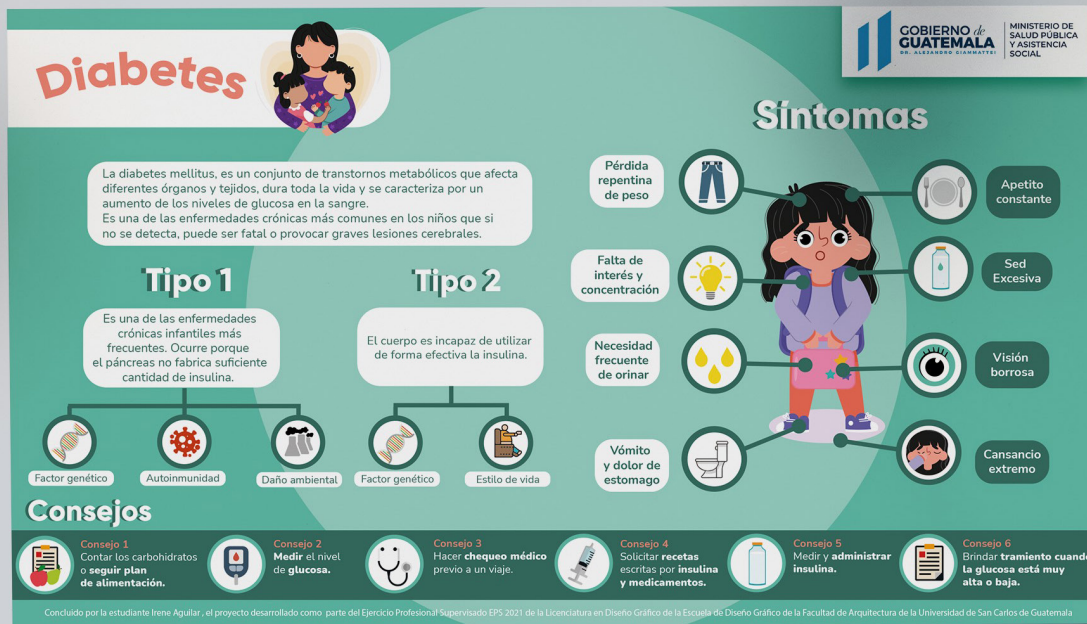 Diabetes
GOBIERNO de
GUATEMALA
DR. ALEJANDRO GIAMMATTEI
MINISTERIO DE
SALUD PÚBLICA
Y ASISTENCIA
SOCIAL
La diabetes mellitus, es un conjunto de transtornos metabólicos que afecta
diferentes órganos y tejidos, dura toda la vida y se caracteriza por un
aumento de los niveles de glucosa en la sangre.
Es una de las enfermedades crónicas más comunes en los niños que si
no se detecta, puede ser fatal o provocar graves lesiones cerebrales.
Tipo 1
Es una de las enfermedades
crónicas infantiles más
frecuentes. Ocurre porque
el páncreas no fabrica suficiente
cantidad de insulina.
Factor genético
Autoinmunidad
Daño ambiental
Tipo 2
El cuerpo es incapaz de utilizar
de forma efectiva la insulina.
Factor genético
Estilo de vida
Síntomas
Pérdida
repentina
de peso
Apetito
constante
Falta de
interés y
concentración
Sed
Excesiva
Necesidad
frecuente
de orinar
Visión
borrosa
Vómito
y dolor de
estomago
Cansancio
extremo
Consejos
Consejo 1
Contar los carbohidratos
o seguir plan
de alimentación.
Consejo 2
Medir el nivel
de glucosa.
Consejo 3
Hacer chequeo médico
previo a un viaje.
Consejo 4
Solicitar recetas
escritas por insulina
y medicamentos.
Consejo 5
Medir y administrar
insulina.
Consejo 6
Brindar tramiento cuando
la glucosa está muy
alta o baja.
Concluido por la estudiante Irene Aguilar , el proyecto desarrollado como parte del Ejercicio Profesional Supervisado EPS 2021 de la Licenciatura en Diseño Gráfico de la Escuela de Diseño Gráfico de la Facultad de Arquitectura de la Universidad de San Carlos de Guatemala